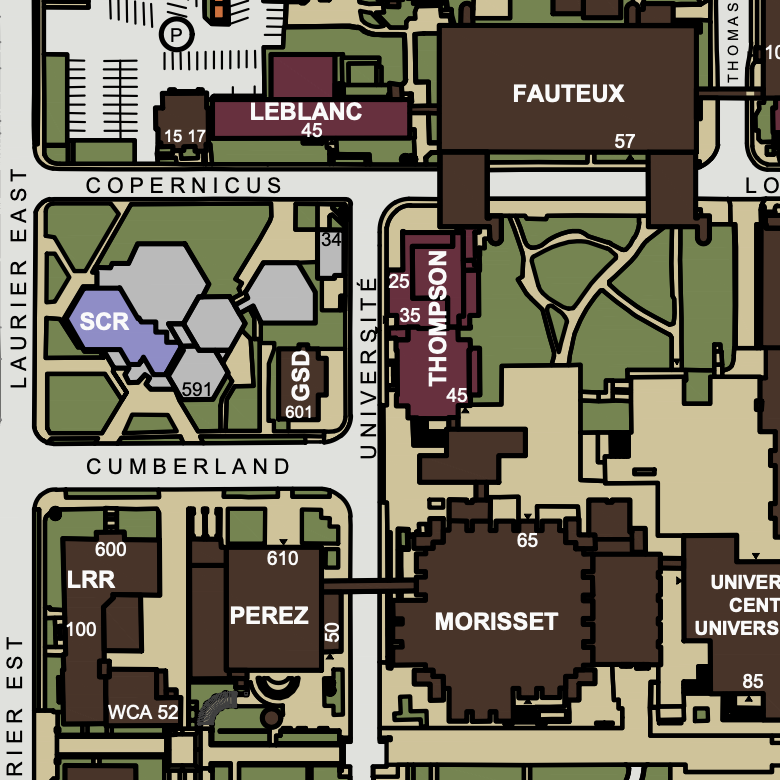 P
THOMAS
10
LEBLANC
45
15 17
FAUTEUX
57
COPERNICUS
LO
LAURIER EAST
34
SCR
591
GSD
601
UNIVERSITÉ
25
35
THOMPSON
45
CUMBERLAND
600
LRR
100
610
PEREZ
50
WCA 52
65
MORISSET
UNIVER
CENT
UNIVERS
85
RIER EST